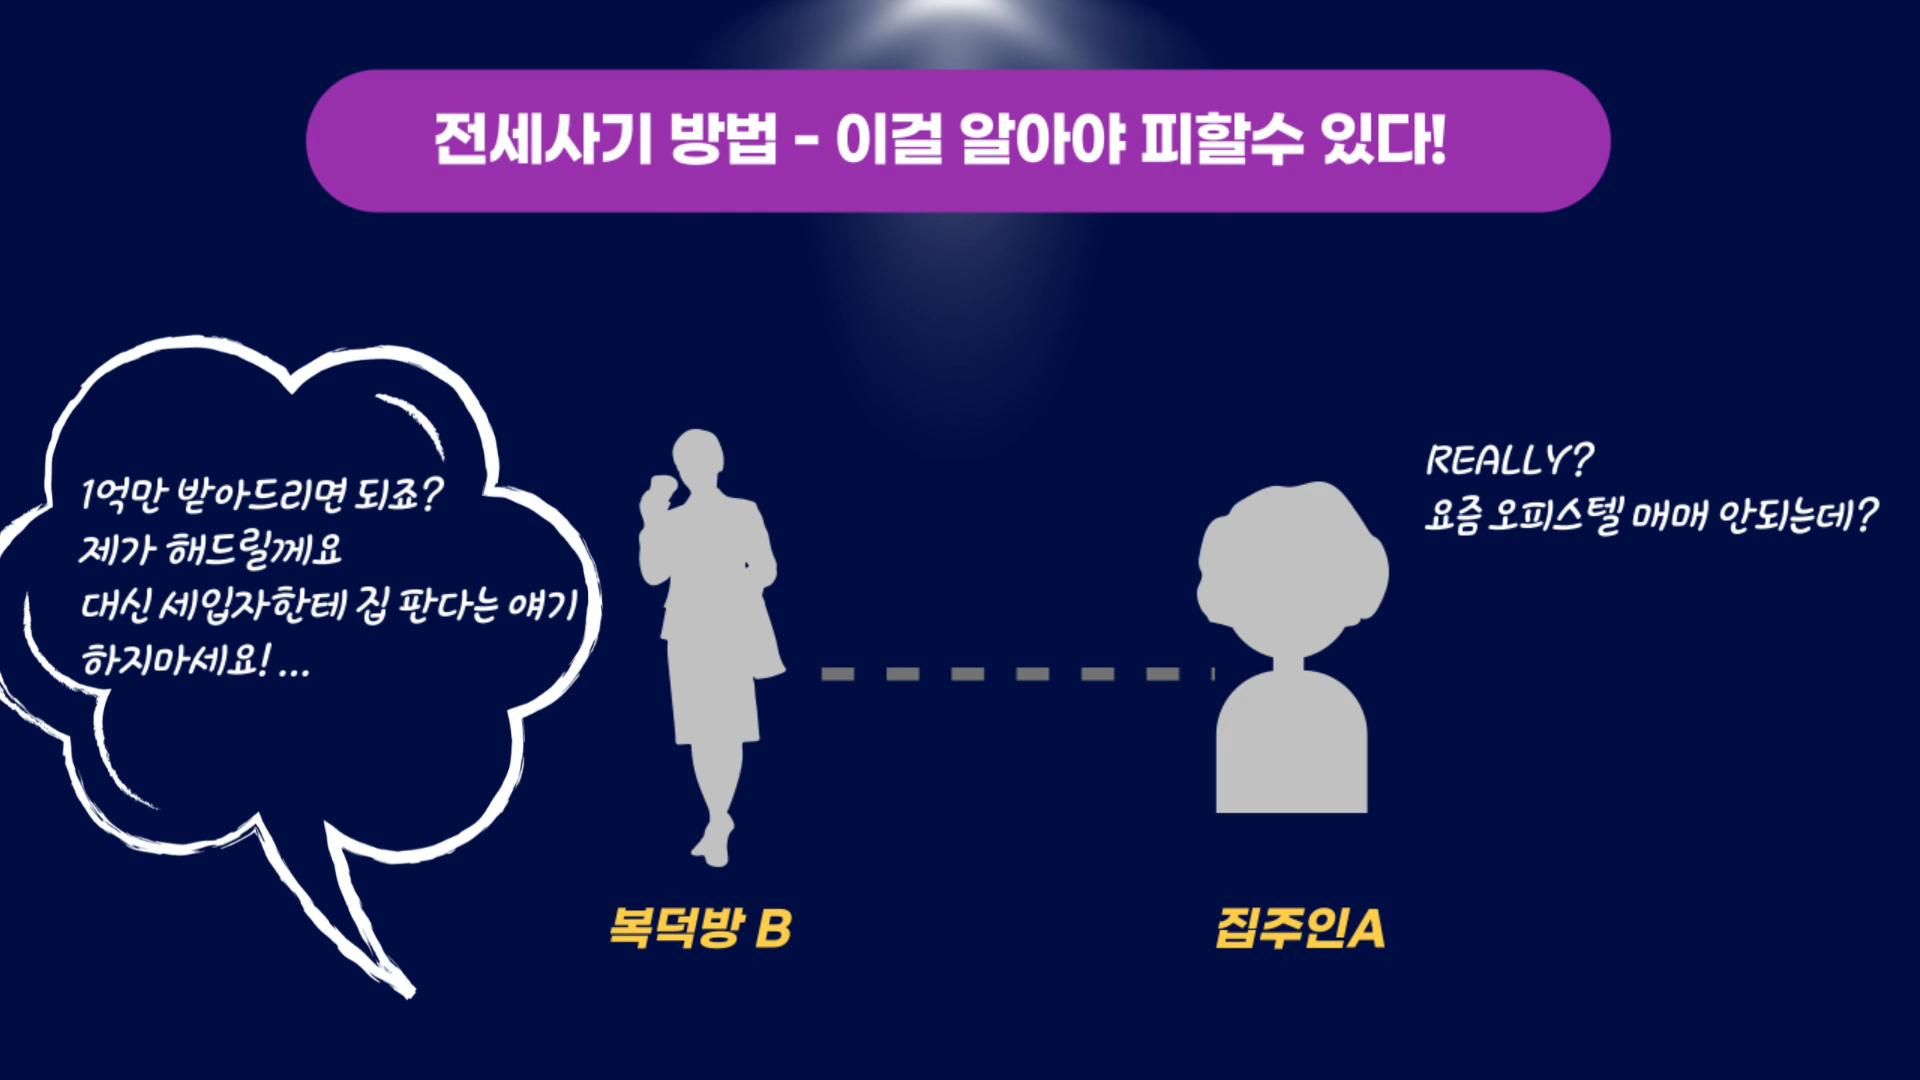 전세사기 방법 - 이걸 알아야 피할수 있다!
1억만 받아드리면 되죠?
제가 해드릴께요
대신 세입자한테 집 판다는 얘기
하지마세요! ...
REALLY?
요즘 오피스텔 매매 안되는데?
복덕방 B
집주인A